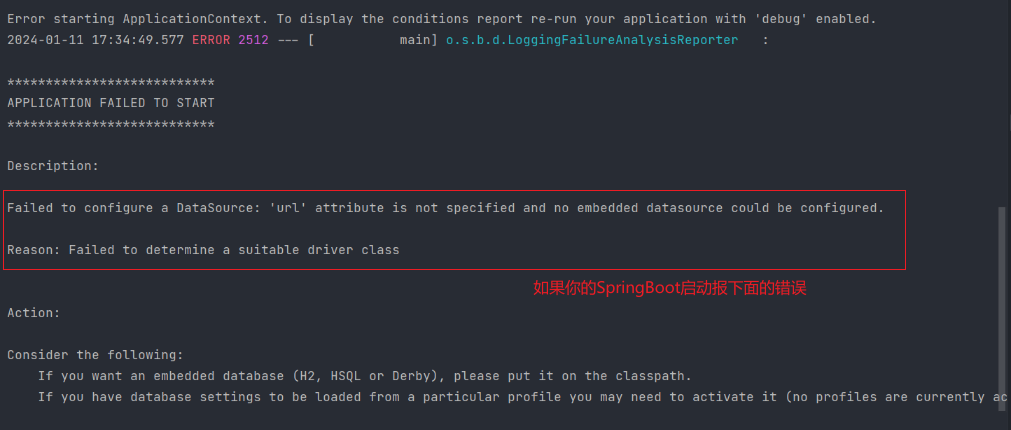 Error starting ApplicationContext. To display the conditions report re-run your application with 'debug' enabled.
2024-01-11 17:34:49.577 ERROR 2512 --- [           main] o.s.b.d.LoggingFailureAnalysisReporter   :
***************************
APPLICATION FAILED TO START
***************************
Description:
Failed to configure a DataSource: 'url' attribute is not specified and no embedded datasource could be configured.
Reason: Failed to determine a suitable driver class
如果你的SpringBoot启动报下面的错误
Action:
Consider the following:
If you want an embedded database (H2, HSQL or Derby), please put it on the classpath.
If you have database settings to be loaded from a particular profile you may need to activate it (no profiles are currently ac